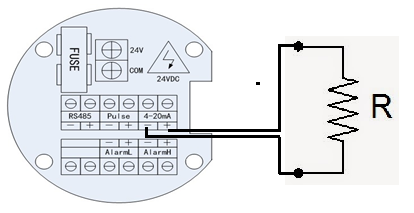 FUSE
24V
COM
24VDC
RS485 Pulse 4-20mA
− + − + − +
− + − +
AlarmL AlarmH
R